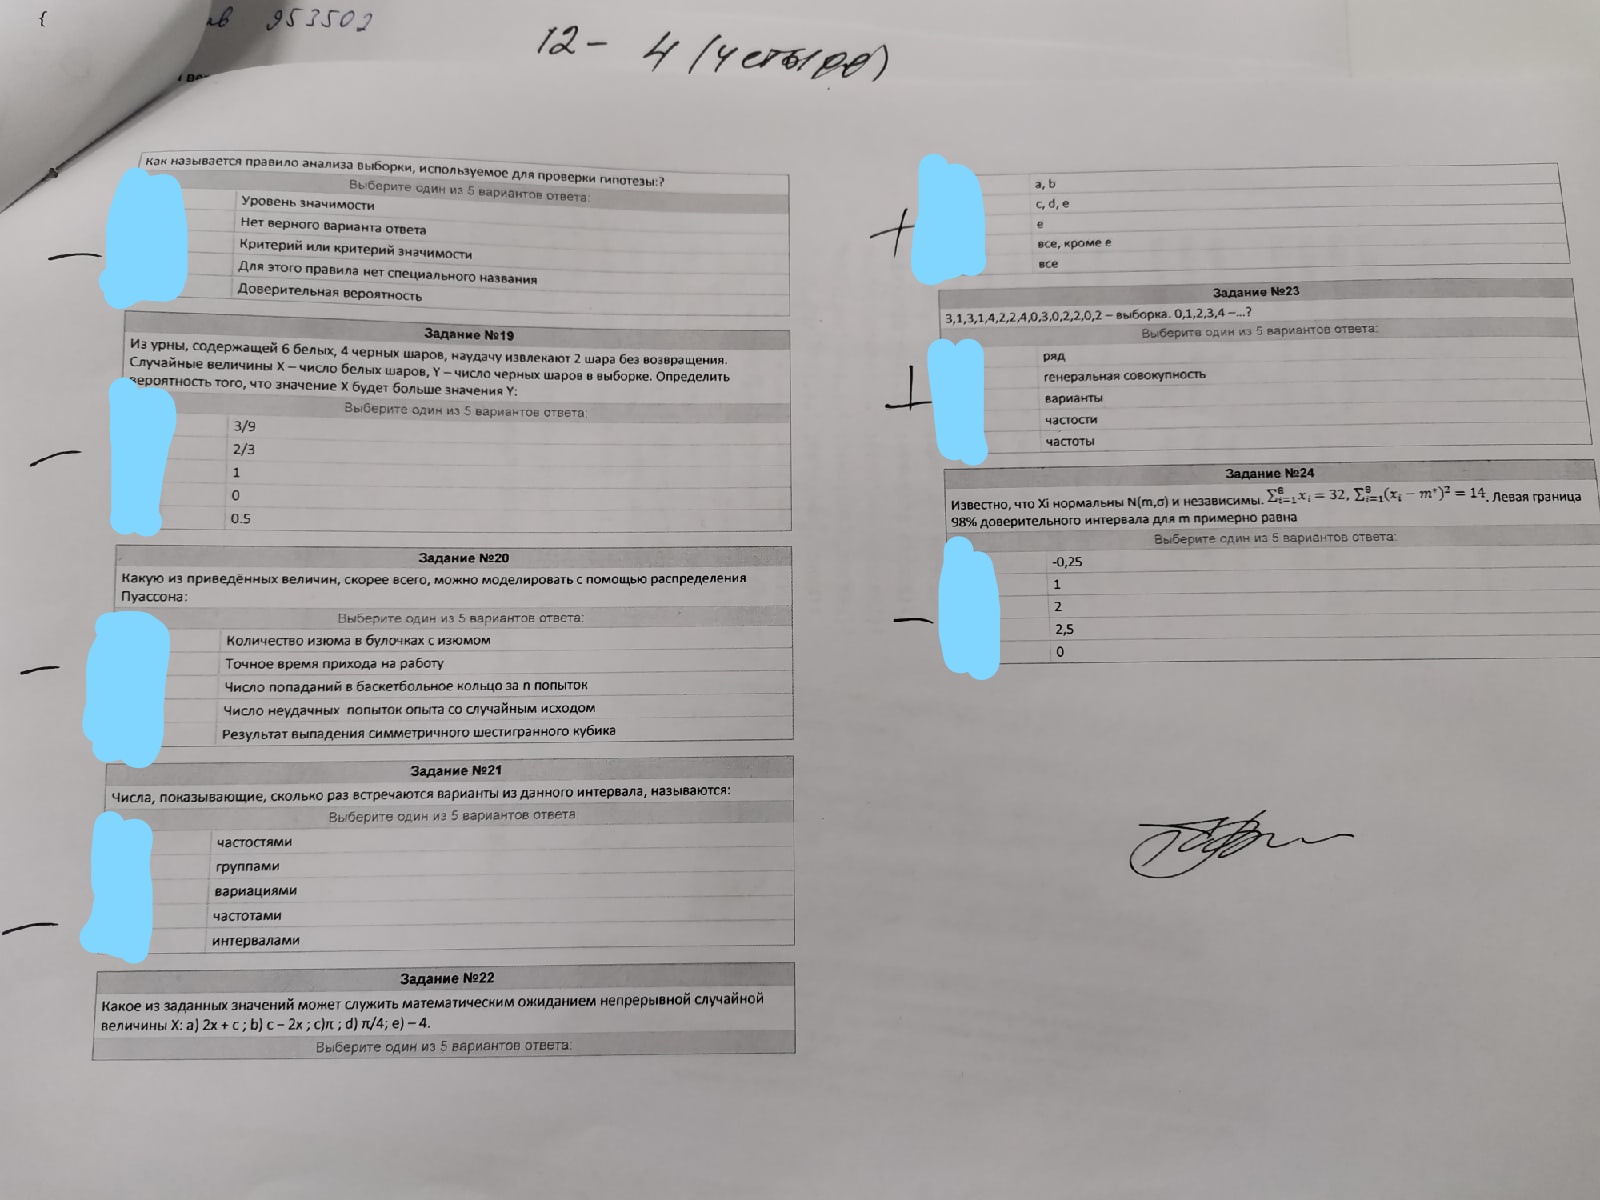 953502
12 - 4 (четыре)
Как называется правило анализа выборки, используемое для проверки гипотезы:?
Выберите один из 5 вариантов ответа:
Уровень значимости
Нет верного варианта ответа
Критерий или критерий значимости
Для этого правила нет специального названия
Доверительная вероятность
Задание №19
Из урны, содержащей 6 белых, 4 черных шаров, наудачу извлекают 2 шара без возвращения.
Случайные величины X – число белых шаров, Y – число черных шаров в выборке. Определить
вероятность того, что значение X будет больше значения Y:
Выберите один из 5 вариантов ответа:
3/9
2/3
1
0
0.5
Задание №20
Какую из приведённых величин, скорее всего, можно моделировать с помощью распределения
Пуассона:
Выберите один из 5 вариантов ответа:
Количество изюма в булочках с изюмом
Точное время прихода на работу
Число попаданий в баскетбольное кольцо за n попыток
Число неудачных попыток опыта со случайным исходом
Результат выпадения симметричного шестигранного кубика
Задание №21
Числа, показывающие, сколько раз встречаются варианты из данного интервала, называются:
Выберите один из 5 вариантов ответа
частостями
группами
вариациями
частотами
интервалами
Задание №22
Какое из заданных значений может служить математическим ожиданием непрерывной случайной
величины X: a) 2x + c ; b) c – 2x ; c)π ; d) π/4; e) – 4.
Выберите один из 5 вариантов ответа:
a, b
c, d, e
e
все, кроме e
все
Задание №23
3,1,3,1,4,2,2,4,0,3,0,2,2,0,2 – выборка. 0,1,2,3,4 –...?
Выберите один из 5 вариантов ответа:
ряд
генеральная совокупность
варианты
частости
частоты
Задание №24
Известно, что Xi нормальны N(m,σ) и независимы. ∑⁸ᵢ₌₁xᵢ = 32, ∑⁸ᵢ₌₁(xᵢ − m*)² = 14. Левая граница
98% доверительного интервала для m примерно равна
Выберите один из 5 вариантов ответа:
-0,25
1
2
2,5
0